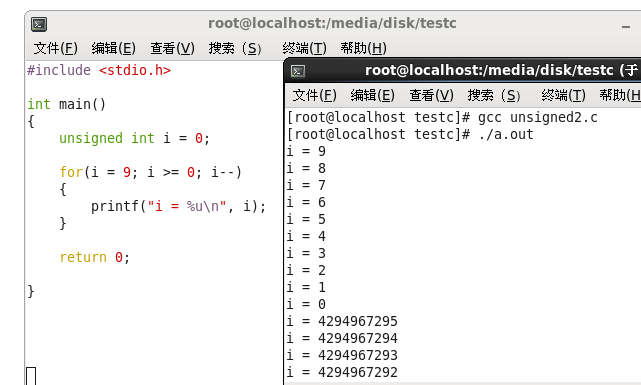 root@localhost:/media/disk/testc
文件(F) 编辑(E) 查看(V) 搜索 (S) 终端(T) 帮助(H)
#include <stdio.h>
int main()
{
unsigned int i = 0;
for(i = 9; i >= 0; i--)
{
printf("i = %u\n", i);
}
return 0;
}
root@localhost:/media/disk/testc (于
文件(F) 编辑(E) 查看(V) 搜索 (S) 终端(T) 帮助(H
[root@localhost testc]# gcc unsigned2.c
[root@localhost testc]# ./a.out
i = 9
i = 8
i = 7
i = 6
i = 5
i = 4
i = 3
i = 2
i = 1
i = 0
i = 4294967295
i = 4294967294
i = 4294967293
i = 4294967292